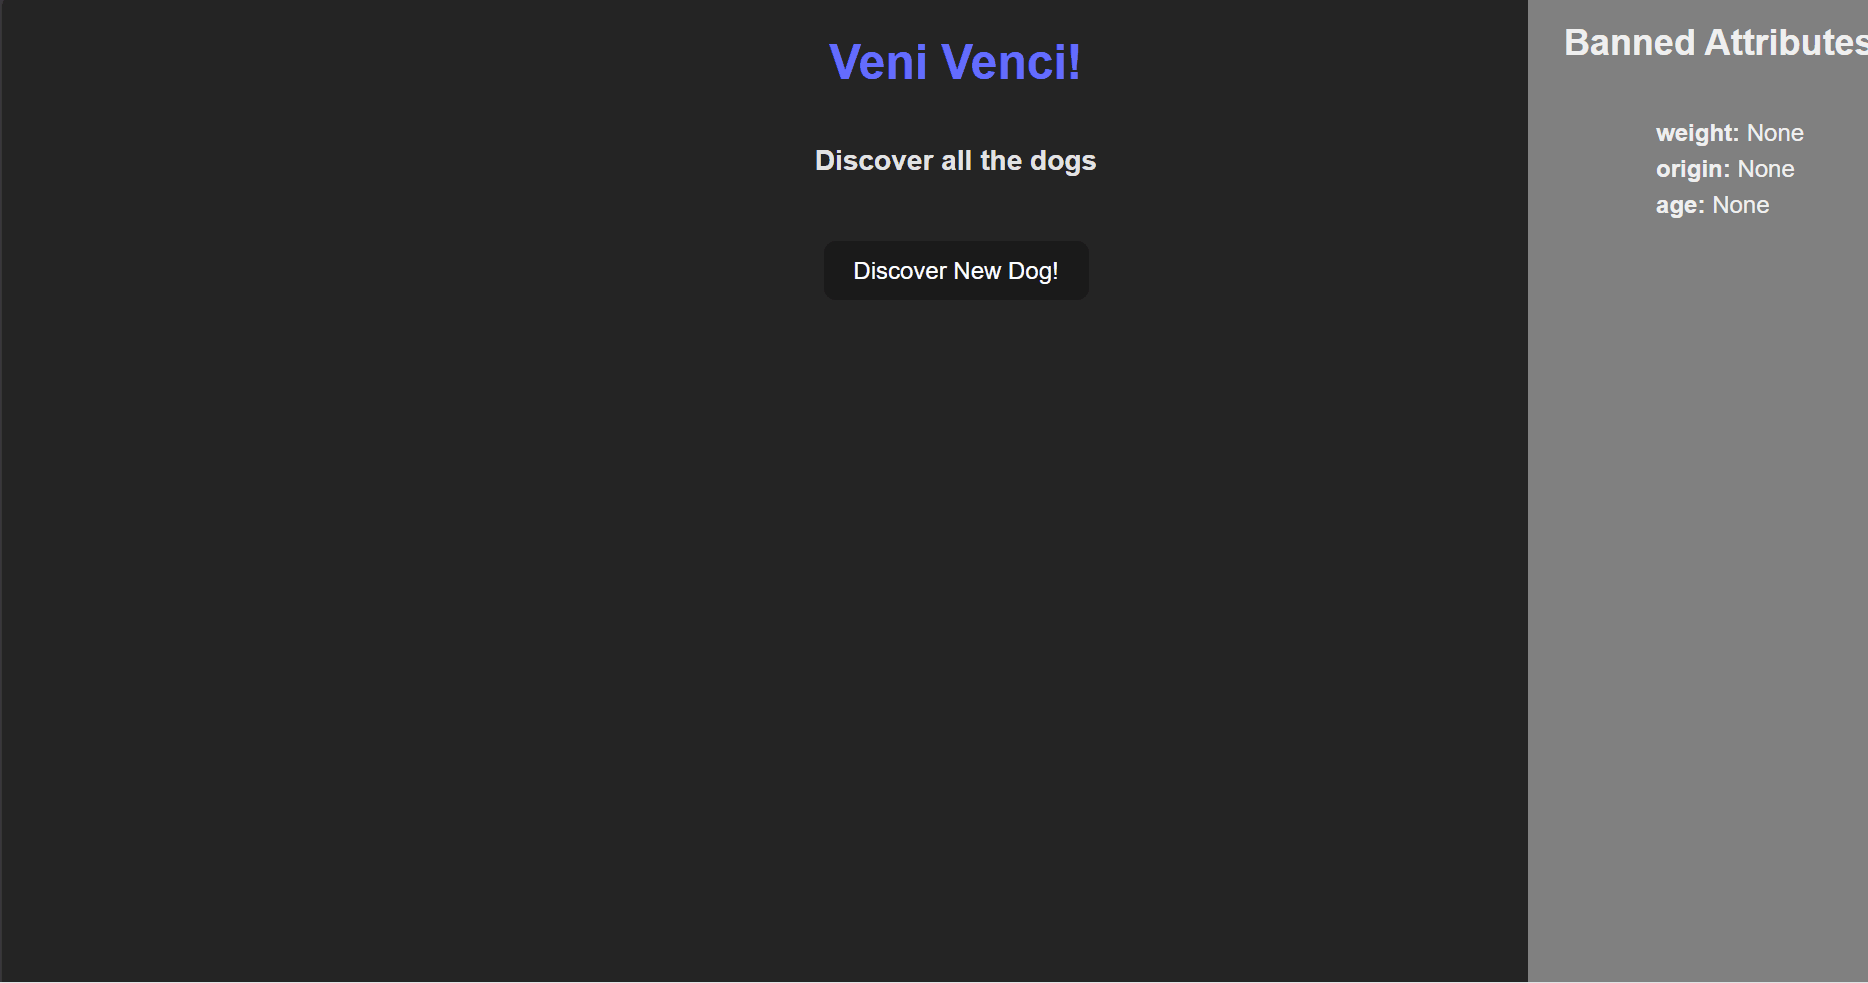 Veni Venci!
Discover all the dogs
Discover New Dog!
Banned Attributes
weight: None
origin: None
age: None